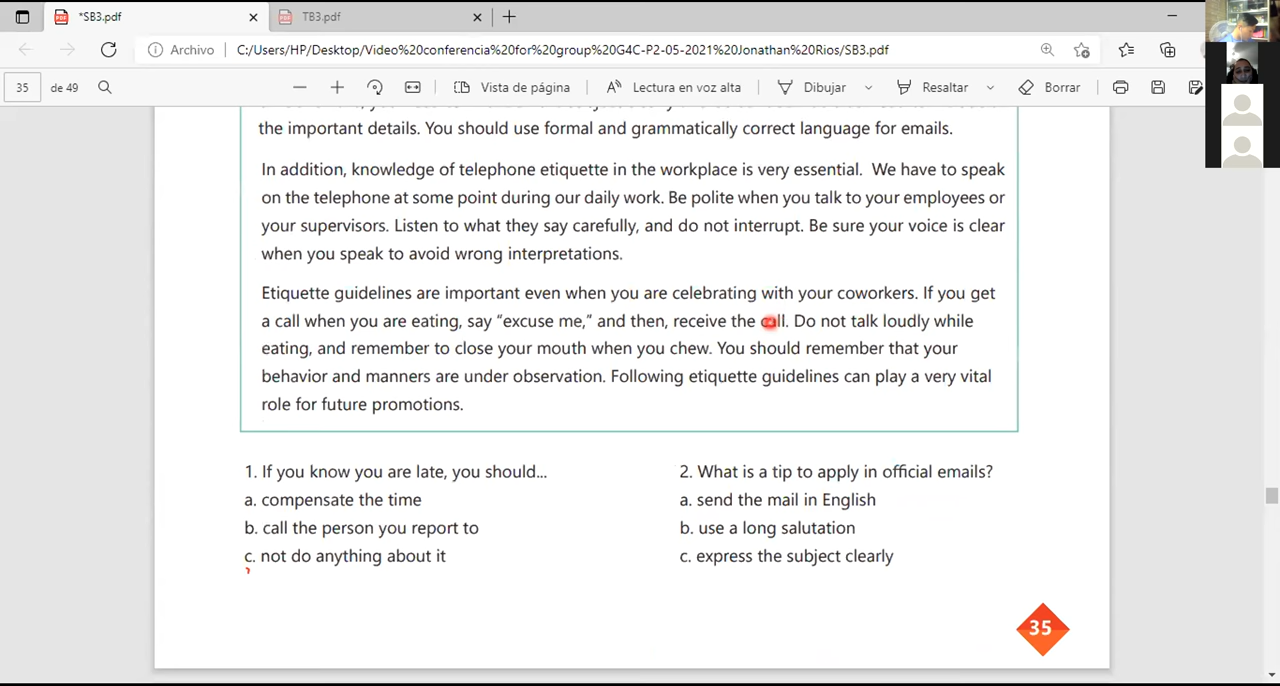 *SB3.pdf
TB3.pdf
Archivo
C:/Users/HP/Desktop/Video%20conferencia%20for%20group%20G4C-P2-05-2021%20Jonathan%20Rios/SB3.pdf
35 de 49
Vista de página
Lectura en voz alta
Dibujar
Resaltar
Borrar
the important details. You should use formal and grammatically correct language for emails.
In addition, knowledge of telephone etiquette in the workplace is very essential. We have to speak
on the telephone at some point during our daily work. Be polite when you talk to your employees or
your supervisors. Listen to what they say carefully, and do not interrupt. Be sure your voice is clear
when you speak to avoid wrong interpretations.
Etiquette guidelines are important even when you are celebrating with your coworkers. If you get
a call when you are eating, say “excuse me,” and then, receive the call. Do not talk loudly while
eating, and remember to close your mouth when you chew. You should remember that your
behavior and manners are under observation. Following etiquette guidelines can play a very vital
role for future promotions.
1. If you know you are late, you should...
a. compensate the time
b. call the person you report to
c. not do anything about it
2. What is a tip to apply in official emails?
a. send the mail in English
b. use a long salutation
c. express the subject clearly
35